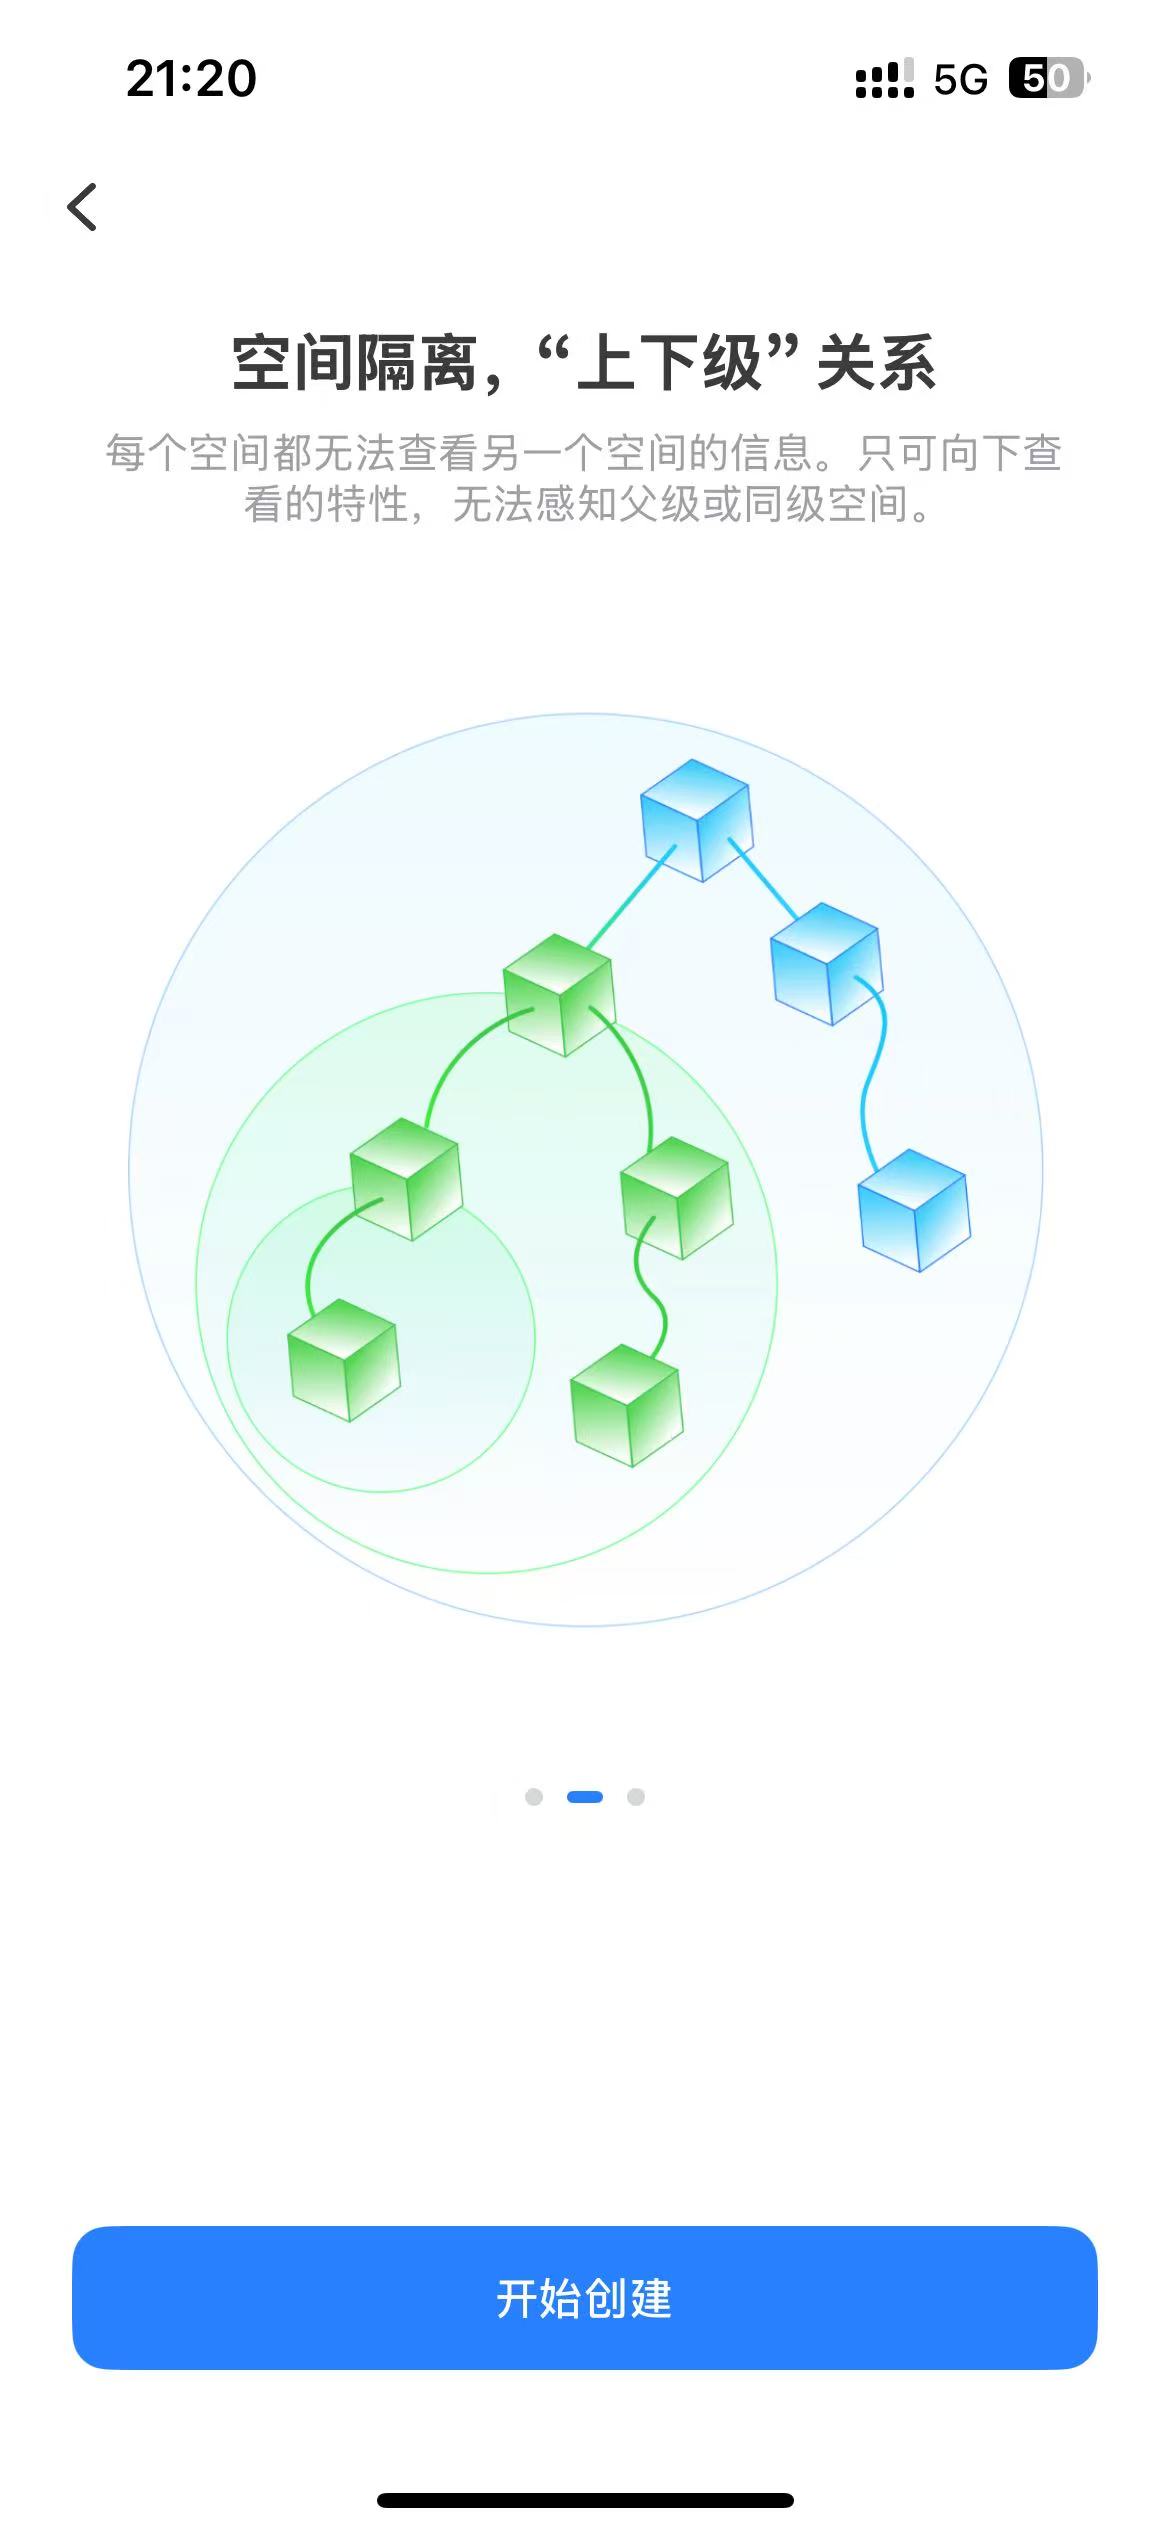 21:20
5G
50
空间隔离，“上下级”关系
每个空间都无法查看另一个空间的信息。只可向下查
看的特性，无法感知父级或同级空间。
开始创建